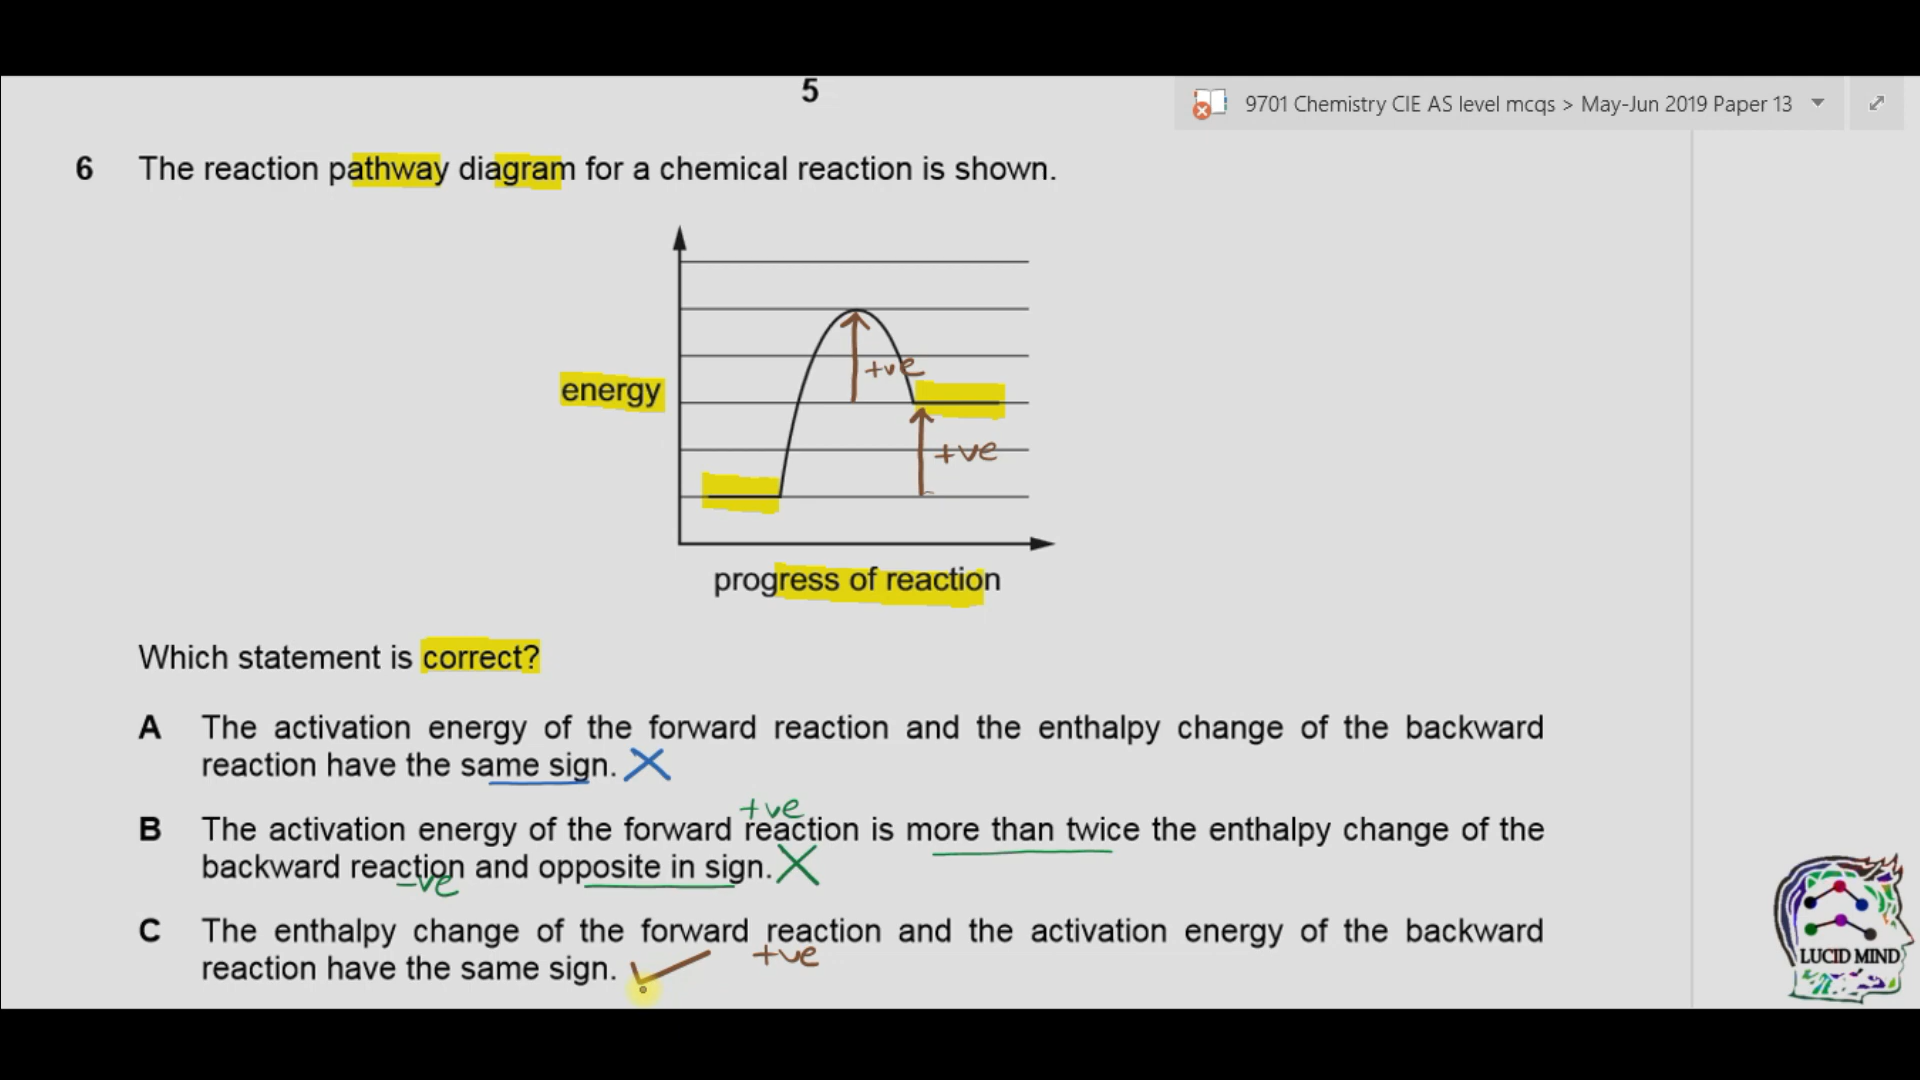 5
9701 Chemistry CIE AS level mcqs > May-Jun 2019 Paper 13
6 The reaction pathway diagram for a chemical reaction is shown.
+ve
energy
+ve
progress of reaction
Which statement is correct?
A The activation energy of the forward reaction and the enthalpy change of the backward
reaction have the same sign.
+ve
B The activation energy of the forward reaction is more than twice the enthalpy change of the
backward reaction and opposite in sign.
-ve
C The enthalpy change of the forward reaction and the activation energy of the backward
reaction have the same sign.
+ve
LUCID MIND